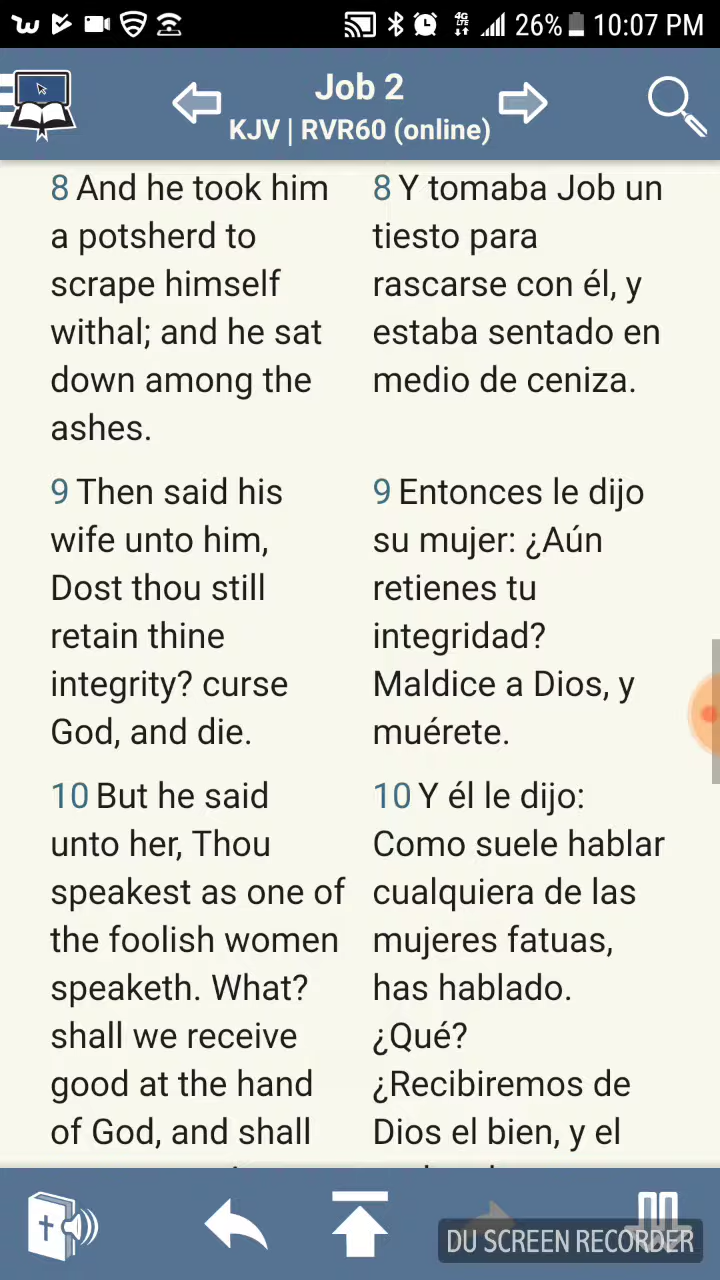 4G LTE 26% 10:07 PM
Job 2
KJV | RVR60 (online)
8 And he took him
a potsherd to
scrape himself
withal; and he sat
down among the
ashes.
8 Y tomaba Job un
tiesto para
rascarse con él, y
estaba sentado en
medio de ceniza.
9 Then said his
wife unto him,
Dost thou still
retain thine
integrity? curse
God, and die.
9 Entonces le dijo
su mujer: ¿Aún
retienes tu
integridad?
Maldice a Dios, y
muérete.
10 But he said
unto her, Thou
speakest as one of
the foolish women
speaketh. What?
shall we receive
good at the hand
of God, and shall
10 Y él le dijo:
Como suele hablar
cualquiera de las
mujeres fatuas,
has hablado.
¿Qué?
¿Recibiremos de
Dios el bien, y el
DU SCREEN RECORDER